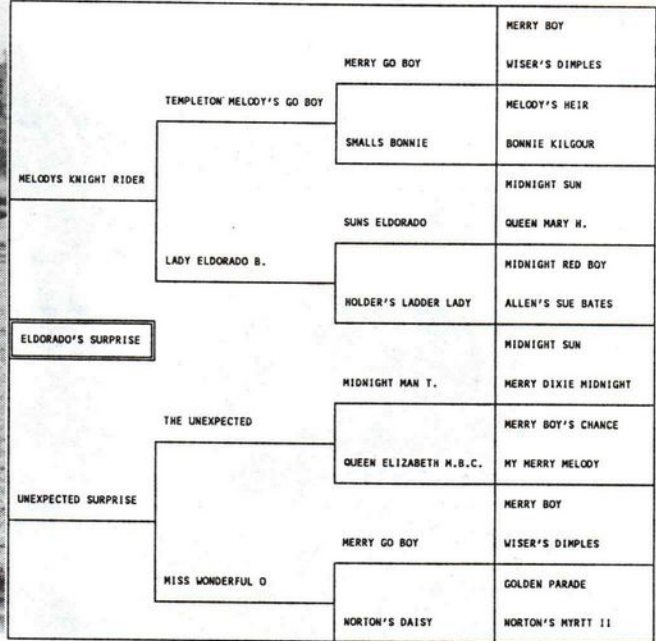 MERRY BOY
MERRY GO BOY
WISER'S DIMPLES
TEMPLETON MELODY'S GO BOY
MELODY'S HEIR
SMALLS BONNIE
BONNIE KILGOUR
MELODYS KNIGHT RIDER
MIDNIGHT SUN
SUNS ELDORADO
QUEEN MARY H.
LADY ELDORADO B.
MIDNIGHT RED BOY
HOLDER'S LADDER LADY
ALLEN'S SUE BATES
ELDORADO'S SURPRISE
MIDNIGHT SUN
MIDNIGHT MAN T.
MERRY DIXIE MIDNIGHT
THE UNEXPECTED
MERRY BOY'S CHANCE
QUEEN ELIZABETH M.B.C.
MY MERRY MELODY
UNEXPECTED SURPRISE
MERRY BOY
MERRY GO BOY
WISER'S DIMPLES
MISS WONDERFUL O
GOLDEN PARADE
NORTON'S DAISY
NORTON'S MYRTT II